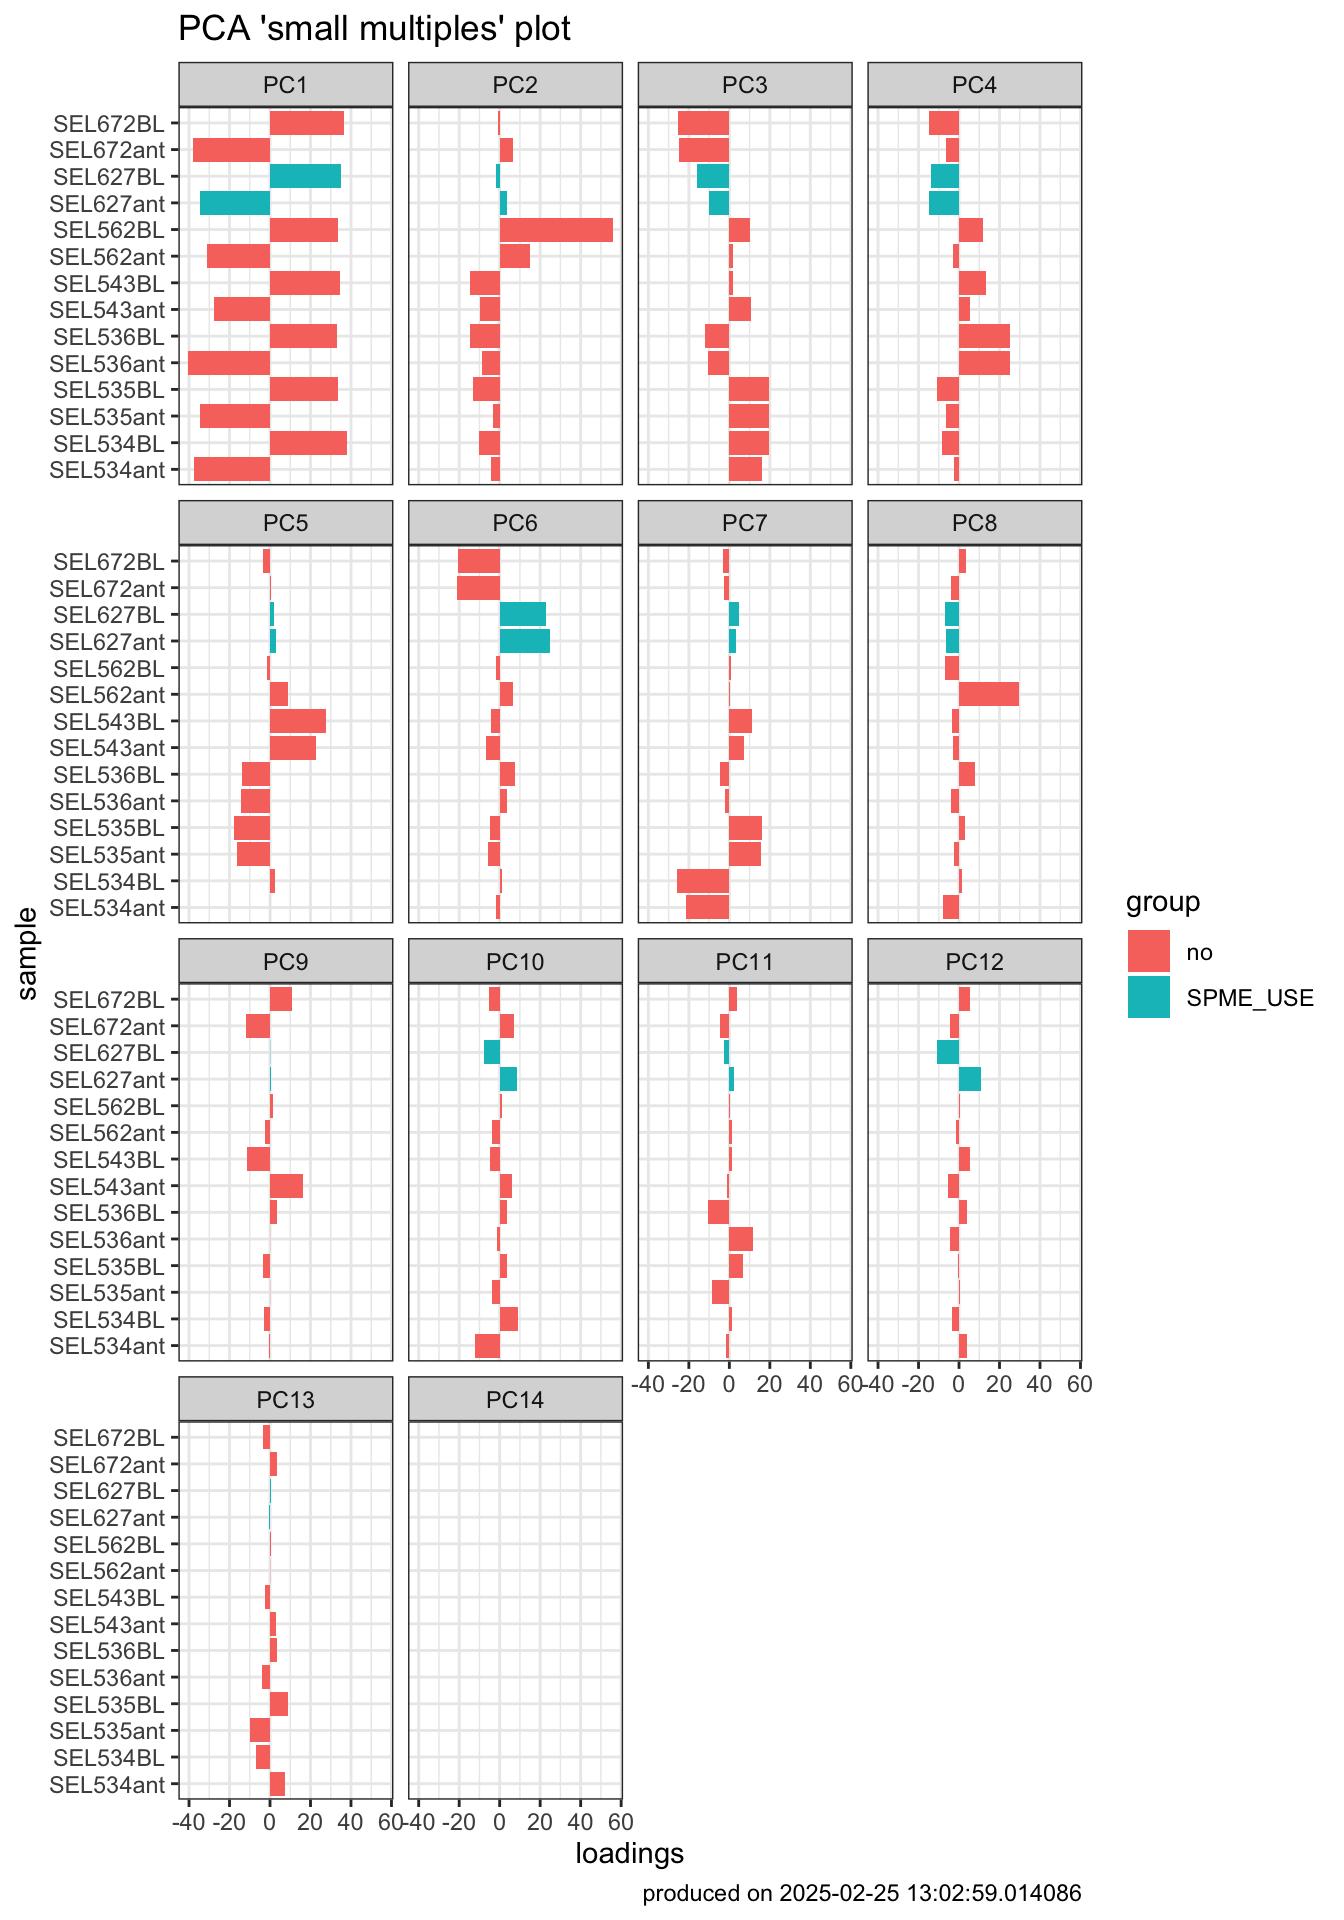 PCA 'small multiples' plot
PC1 PC2 PC3 PC4
SEL672BL
SEL672ant
SEL627BL
SEL627ant
SEL562BL
SEL562ant
SEL543BL
SEL543ant
SEL536BL
SEL536ant
SEL535BL
SEL535ant
SEL534BL
SEL534ant
PC5 PC6 PC7 PC8
SEL672BL
SEL672ant
SEL627BL
SEL627ant
SEL562BL
SEL562ant
SEL543BL
SEL543ant
SEL536BL
SEL536ant
SEL535BL
SEL535ant
SEL534BL
SEL534ant
sample
group
no
SPME_USE
PC9 PC10 PC11 PC12
SEL672BL
SEL672ant
SEL627BL
SEL627ant
SEL562BL
SEL562ant
SEL543BL
SEL543ant
SEL536BL
SEL536ant
SEL535BL
SEL535ant
SEL534BL
SEL534ant
-40 -20 0 20 40 60 -40 -20 0 20 40 60
PC13 PC14
SEL672BL
SEL672ant
SEL627BL
SEL627ant
SEL562BL
SEL562ant
SEL543BL
SEL543ant
SEL536BL
SEL536ant
SEL535BL
SEL535ant
SEL534BL
SEL534ant
-40 -20 0 20 40 60 -40 -20 0 20 40 60
loadings
produced on 2025-02-25 13:02:59.014086